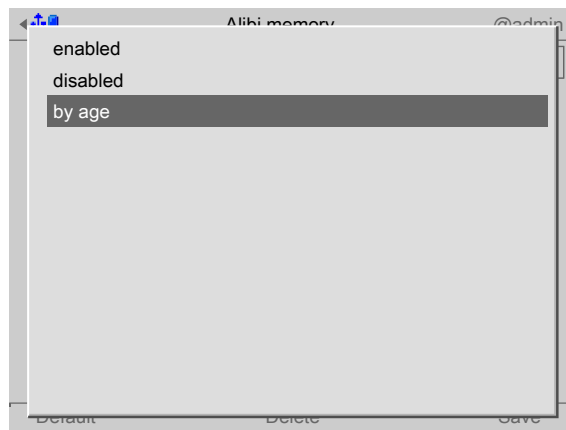 Alibi memory @admin
enabled
disabled
by age
Default Delete Save